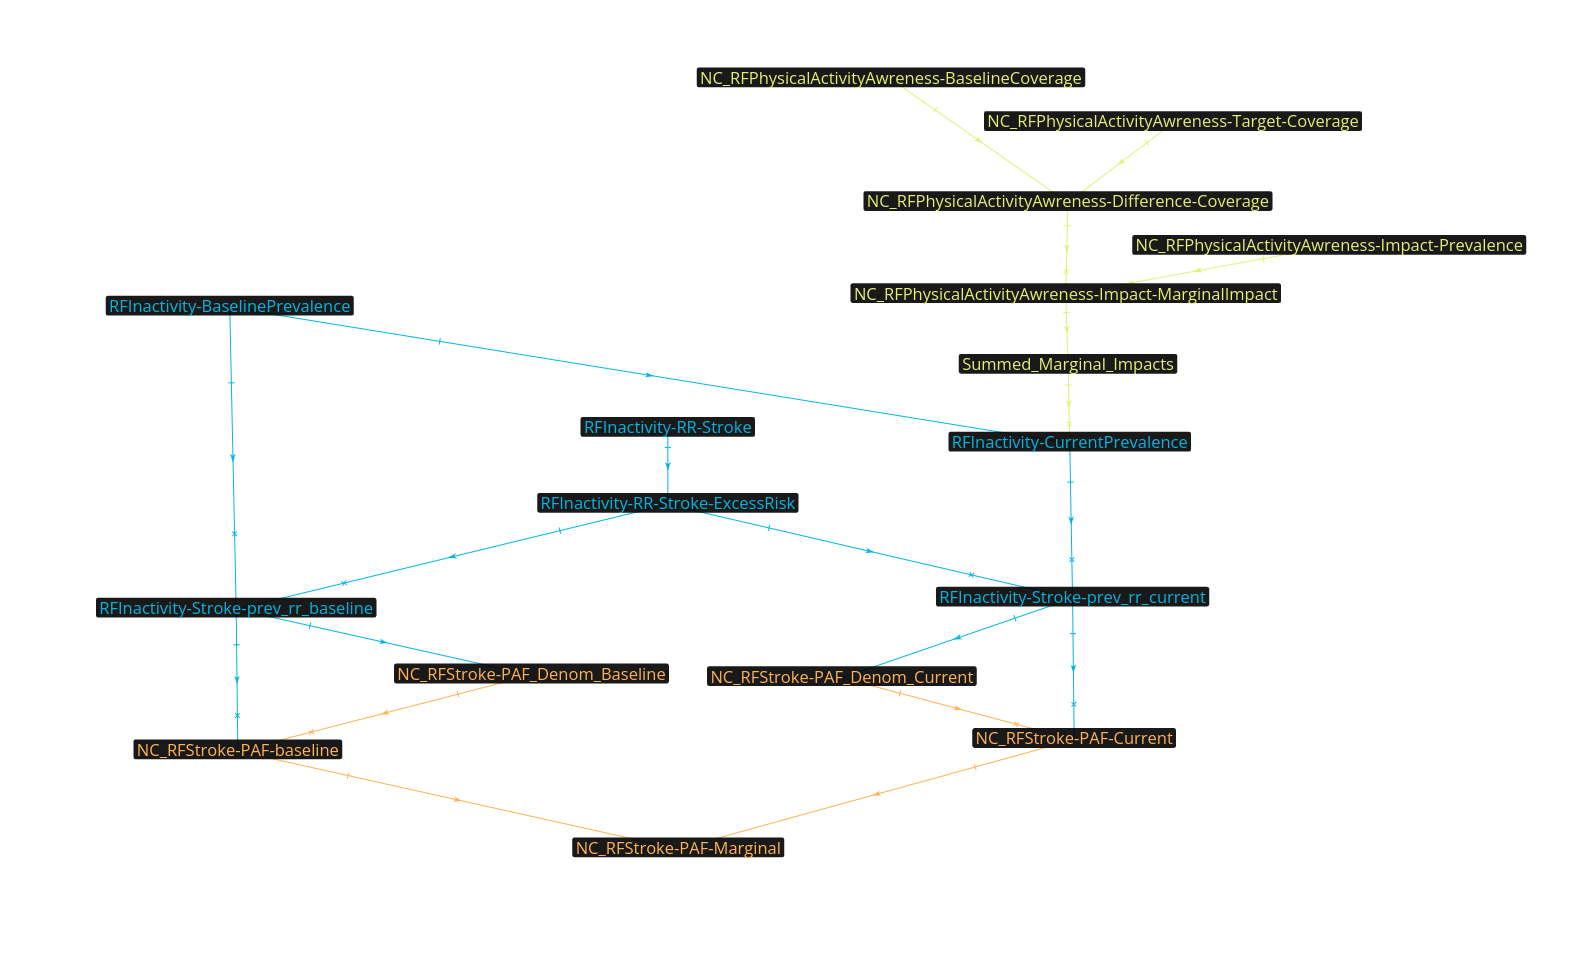 NC_RFPhysicalActivityAwreness-BaselineCoverage
NC_RFPhysicalActivityAwreness-Target-Coverage
NC_RFPhysicalActivityAwreness-Difference-Coverage
NC_RFPhysicalActivityAwreness-Impact-Prevalence
NC_RFPhysicalActivityAwreness-Impact-MarginalImpact
RFInactivity-BaselinePrevalence
Summed_Marginal_Impacts
RFInactivity-RR-Stroke
RFInactivity-CurrentPrevalence
RFInactivity-RR-Stroke-ExcessRisk
RFInactivity-Stroke-prev_rr_baseline
RFInactivity-Stroke-prev_rr_current
NC_RFStroke-PAF_Denom_Baseline
NC_RFStroke-PAF_Denom_Current
NC_RFStroke-PAF-baseline
NC_RFStroke-PAF-Current
NC_RFStroke-PAF-Marginal